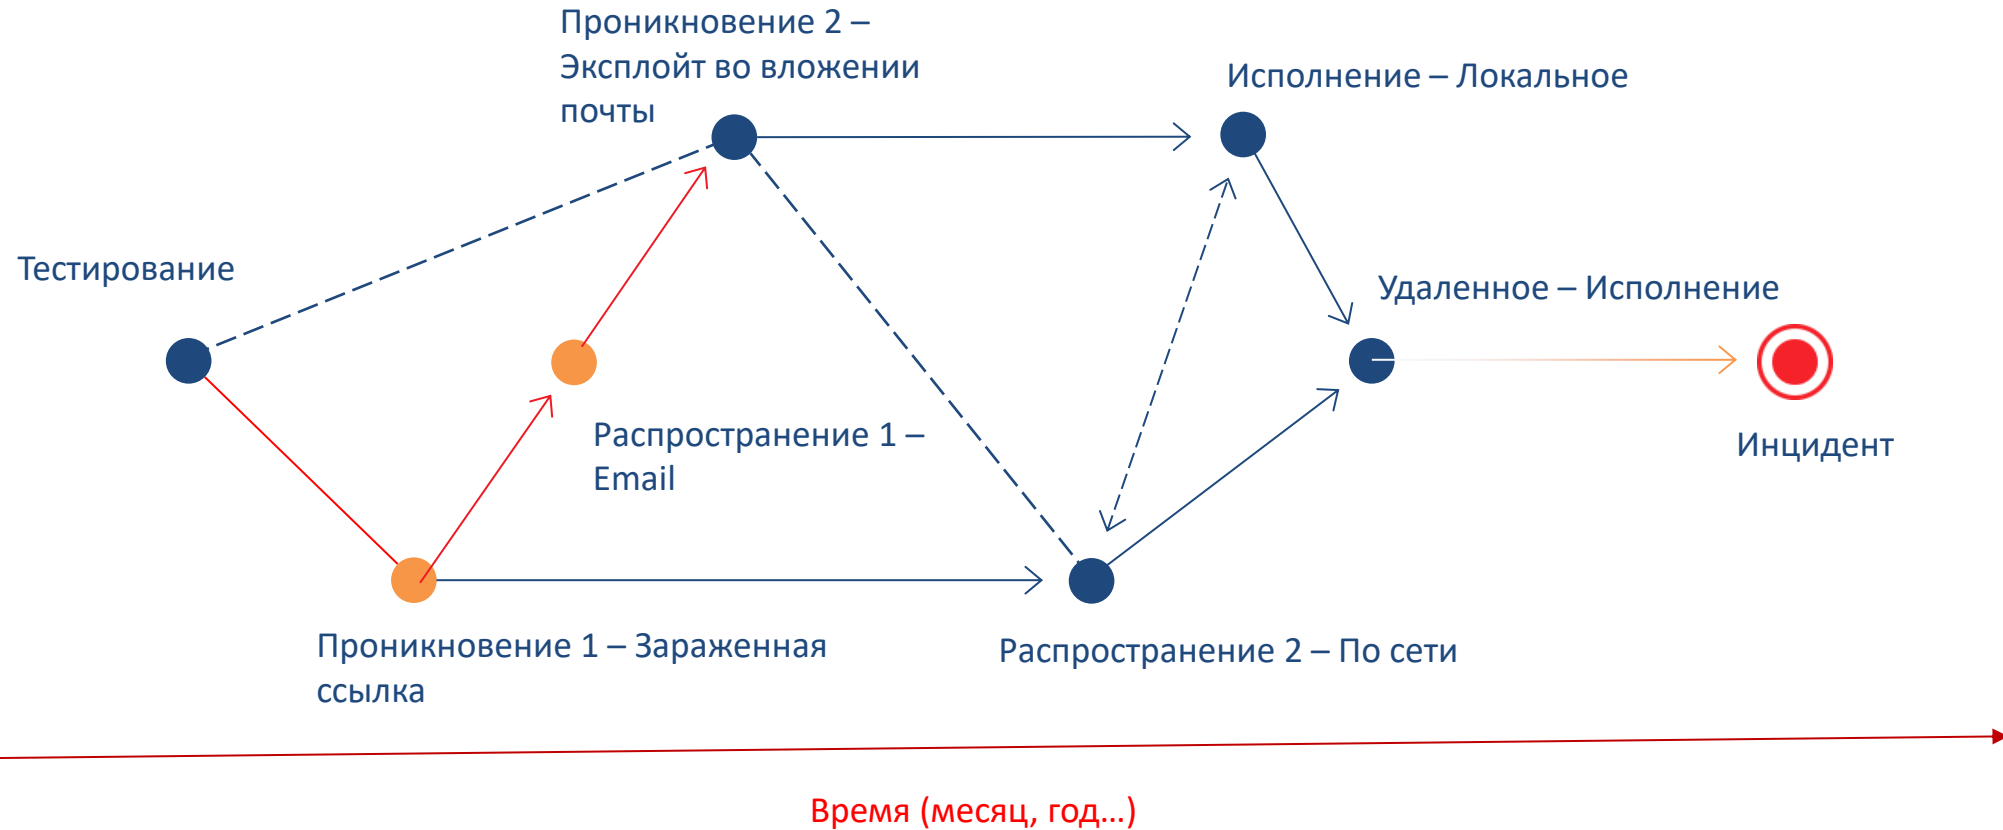 Проникновение 2 –
Эксплойт во вложении
почты
Исполнение – Локальное
Тестирование
Удаленное – Исполнение
Распространение 1 –
Email
Инцидент
Проникновение 1 – Зараженная
ссылка
Распространение 2 – По сети
Время (месяц, год…)